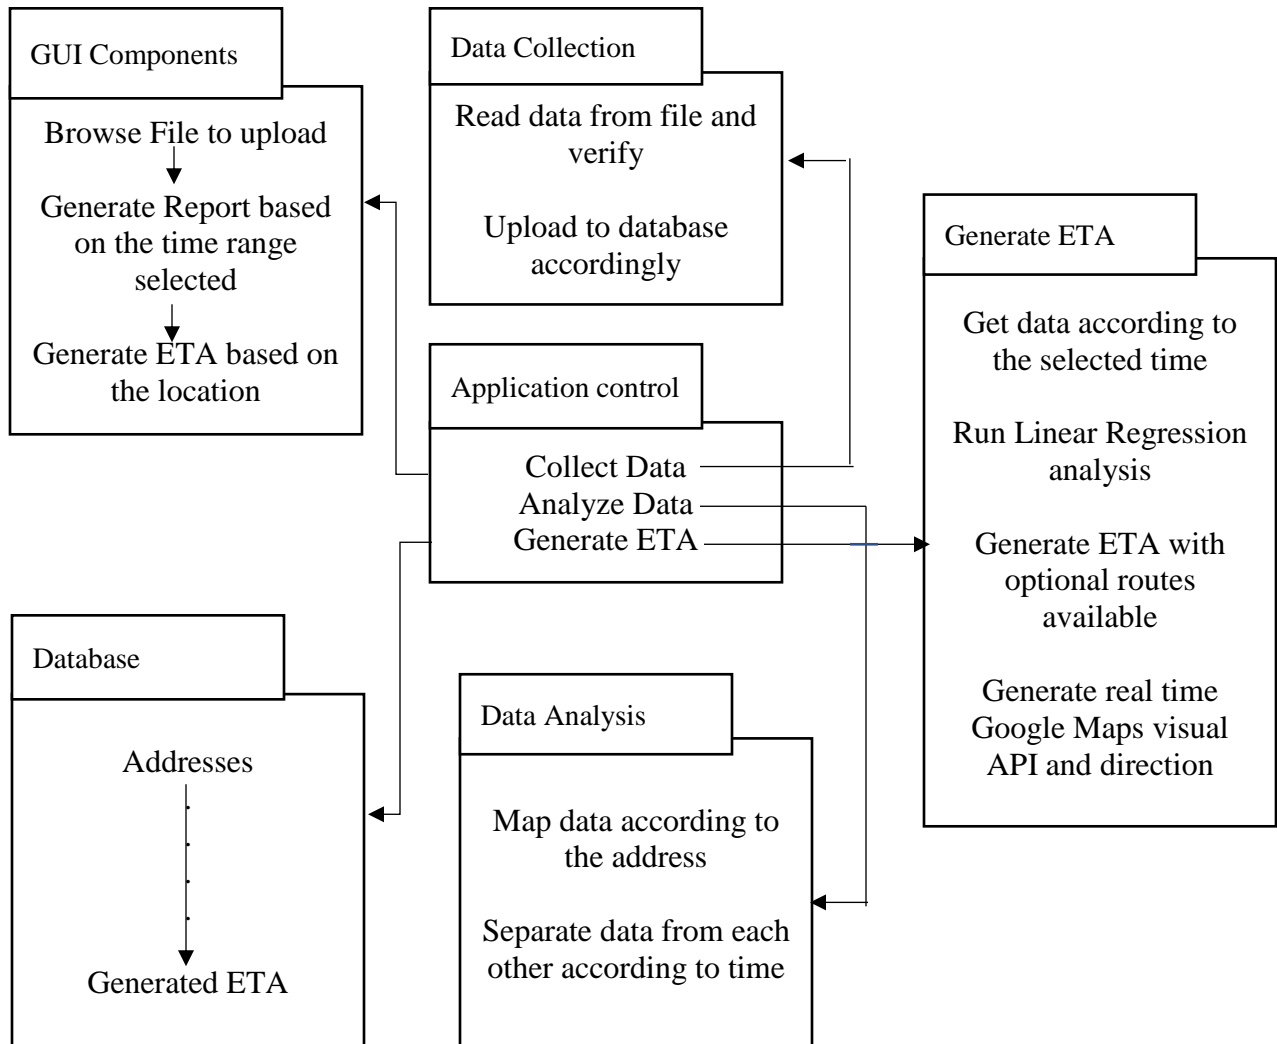 GUI Components
Browse File to upload
Generate Report based
on the time range
selected
Generate ETA based on
the location
Data Collection
Read data from file and
verify
Upload to database
accordingly
Application control
Collect Data
Analyze Data
Generate ETA
Generate ETA
Get data according to
the selected time
Run Linear Regression
analysis
Generate ETA with
optional routes
available
Generate real time
Google Maps visual
API and direction
Database
Addresses
Generated ETA
Data Analysis
Map data according to
the address
Separate data from each
other according to time